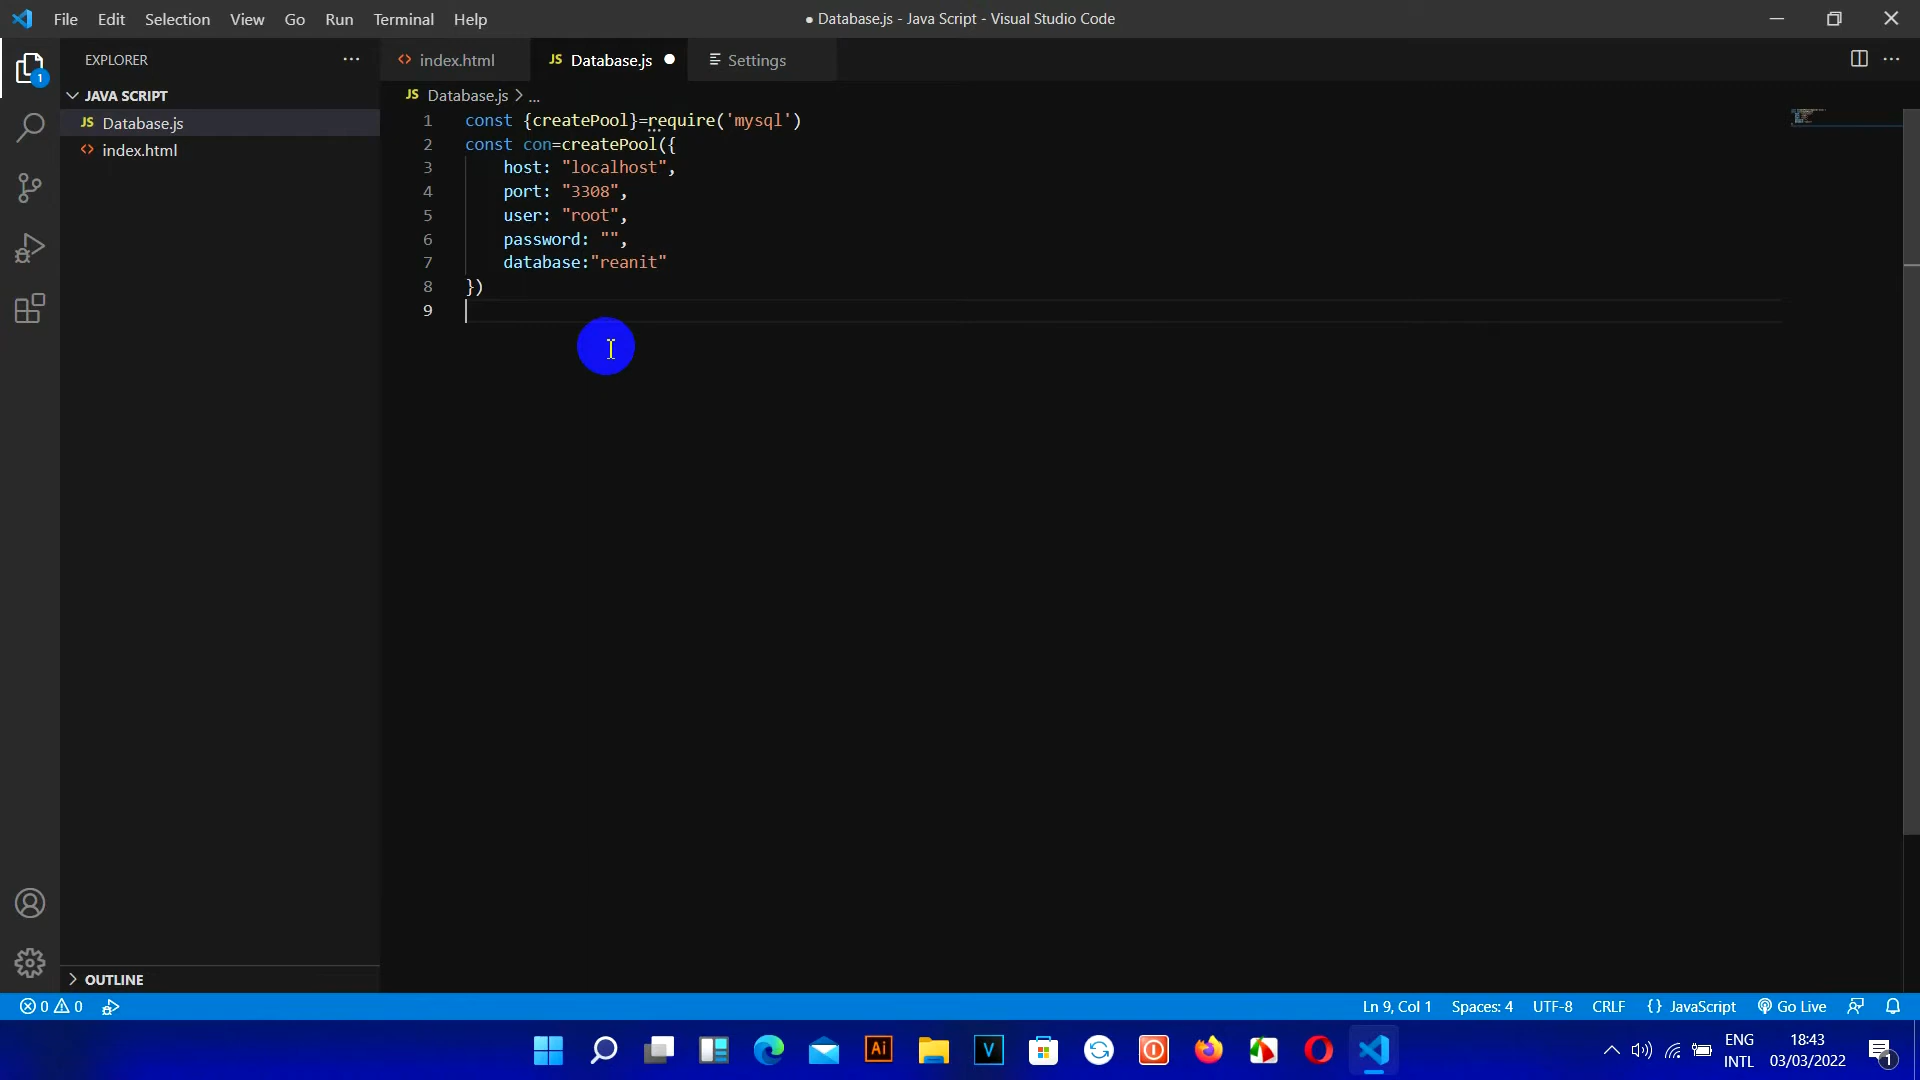 File Edit Selection View Go Run Terminal Help
● Database.js - Java Script - Visual Studio Code
EXPLORER
JAVA SCRIPT
JS Database.js
index.html
OUTLINE
index.html
JS Database.js
Settings
JS Database.js > ...
1 const {createPool}=require('mysql')
2 const con=createPool({
3 host: "localhost",
4 port: "3308",
5 user: "root",
6 password: "",
7 database:"reanit"
8 })
9
0 0
Ln 9, Col 1 Spaces: 4 UTF-8 CRLF {} JavaScript Go Live
1
Ai
V
ENG
INTL
18:43
03/03/2022
1